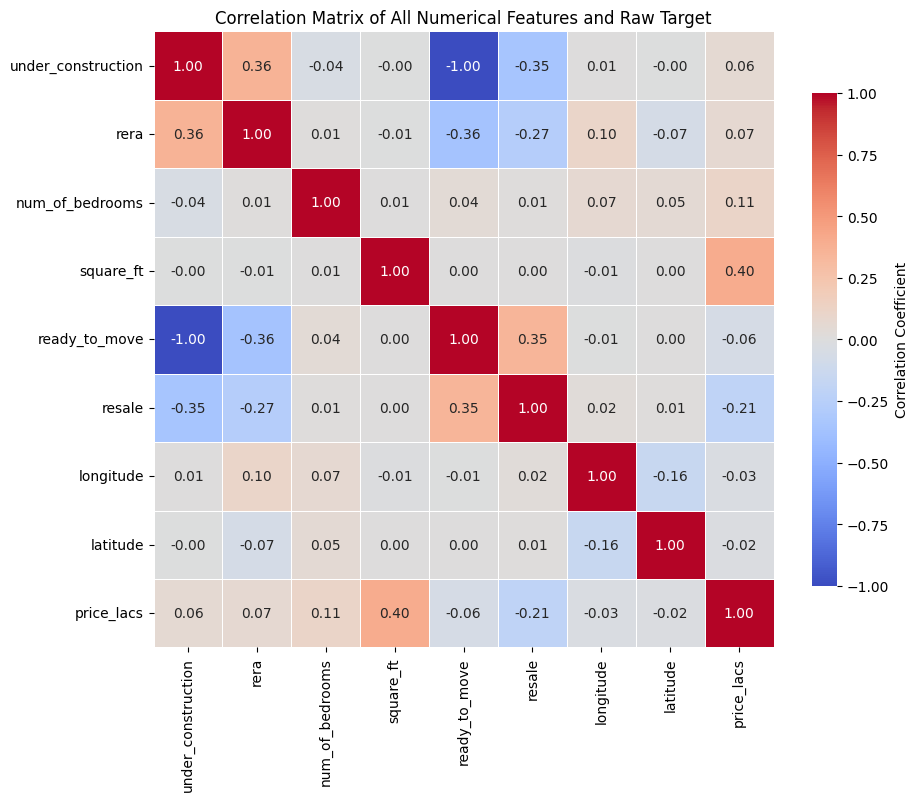 Correlation Matrix of All Numerical Features and Raw Target
under_construction 1.00 0.36 -0.04 -0.00 -1.00 -0.35 0.01 -0.00 0.06
rera 0.36 1.00 0.01 -0.01 -0.36 -0.27 0.10 -0.07 0.07
num_of_bedrooms -0.04 0.01 1.00 0.01 0.04 0.01 0.07 0.05 0.11
square_ft -0.00 -0.01 0.01 1.00 0.00 0.00 -0.01 0.00 0.40
ready_to_move -1.00 -0.36 0.04 0.00 1.00 0.35 -0.01 0.00 -0.06
resale -0.35 -0.27 0.01 0.00 0.35 1.00 0.02 0.01 -0.21
longitude 0.01 0.10 0.07 -0.01 -0.01 0.02 1.00 -0.16 -0.03
latitude -0.00 -0.07 0.05 0.00 0.00 0.01 -0.16 1.00 -0.02
price_lacs 0.06 0.07 0.11 0.40 -0.06 -0.21 -0.03 -0.02 1.00
under_construction
rera
num_of_bedrooms
square_ft
ready_to_move
resale
longitude
latitude
price_lacs
1.00
0.75
0.50
0.25
0.00
−0.25
−0.50
−0.75
−1.00
Correlation Coefficient